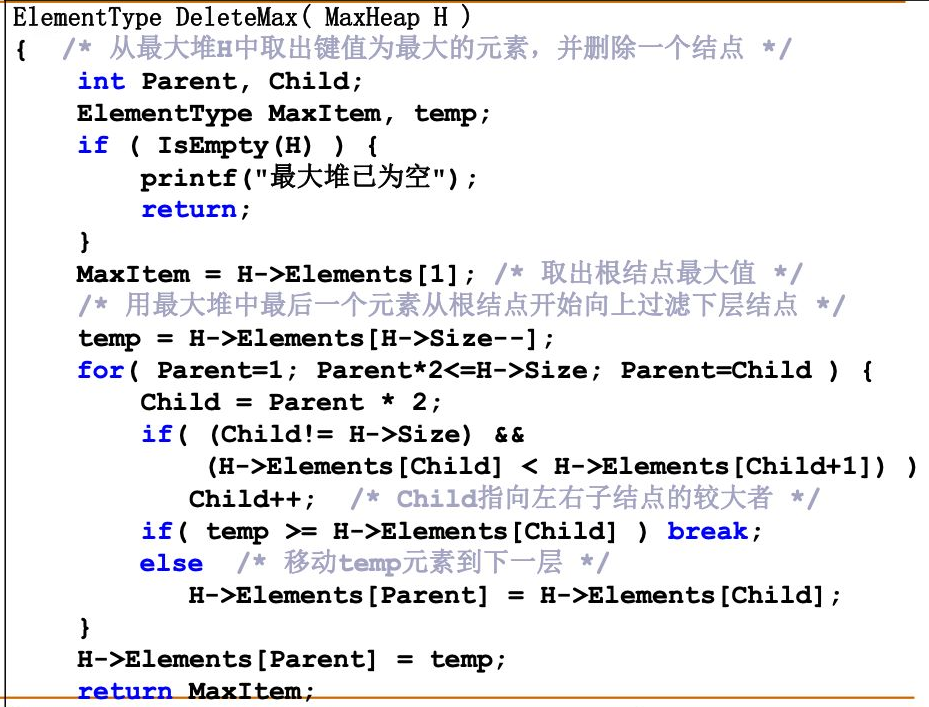 ElementType DeleteMax( MaxHeap H )
{ /* 从最大堆H中取出键值为最大的元素，并删除一个结点 */
int Parent, Child;
ElementType MaxItem, temp;
if ( IsEmpty(H) ) {
printf("最大堆已为空");
return;
}
MaxItem = H->Elements[1]; /* 取出根结点最大值 */
/* 用最大堆中最后一个元素从根结点开始向上过滤下层结点 */
temp = H->Elements[H->Size--];
for( Parent=1; Parent*2<=H->Size; Parent=Child ) {
Child = Parent * 2;
if( (Child!= H->Size) &&
(H->Elements[Child] < H->Elements[Child+1]) )
Child++; /* Child指向左右子结点的较大者 */
if( temp >= H->Elements[Child] ) break;
else /* 移动temp元素到下一层 */
H->Elements[Parent] = H->Elements[Child];
}
H->Elements[Parent] = temp;
return MaxItem;